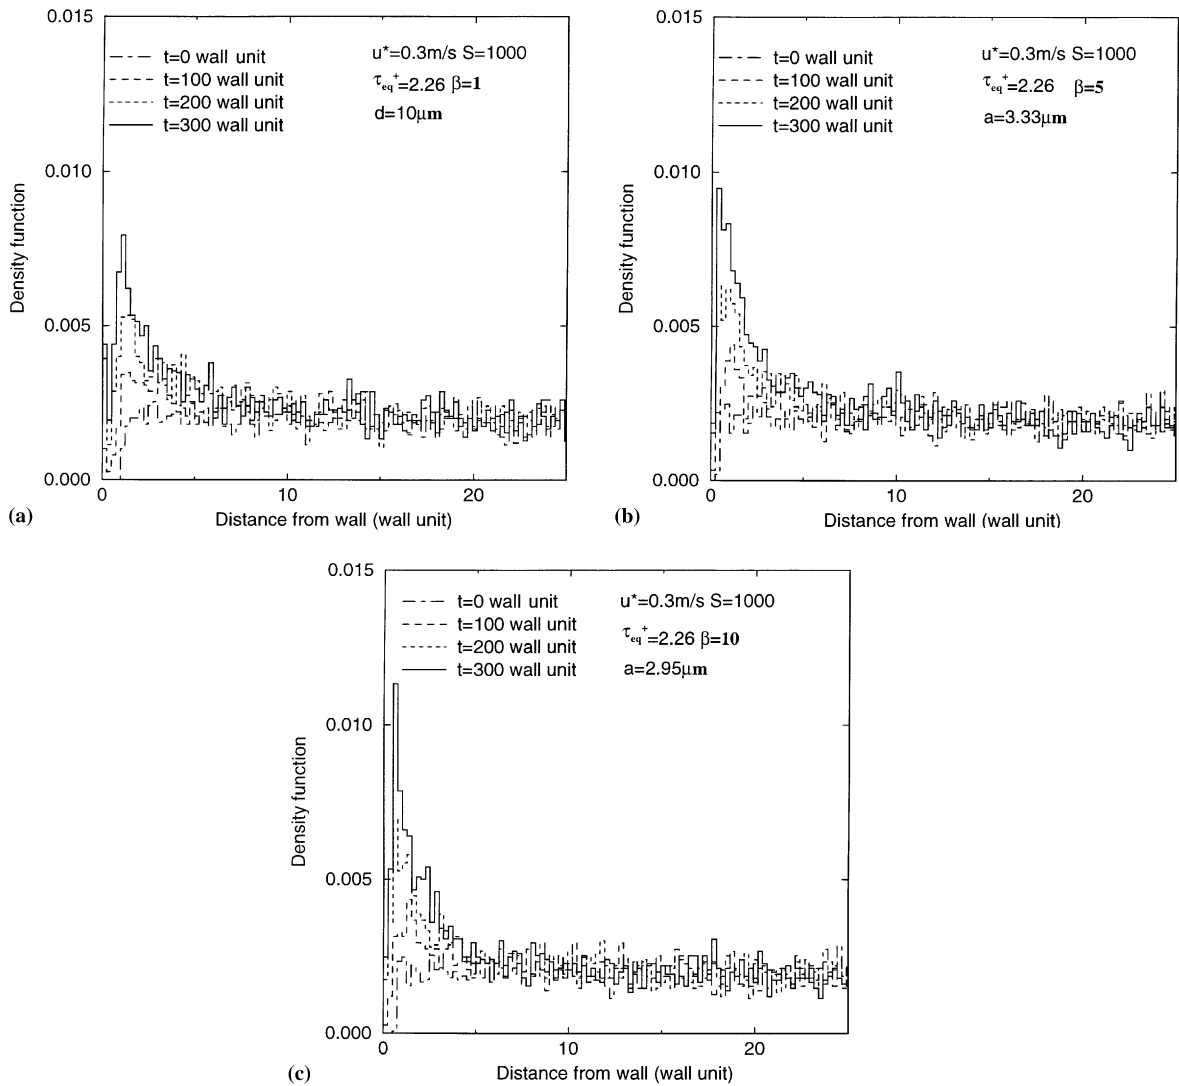 0.015
t=0 wall unit
t=100 wall unit
t=200 wall unit
t=300 wall unit
u*=0.3m/s S=1000
τeq+=2.26 β=1
d=10μm
0.010
0.005
0.000
Density function
0 10 20
Distance from wall (wall unit)
(a)
0.015
t=0 wall unit
t=100 wall unit
t=200 wall unit
t=300 wall unit
u*=0.3m/s S=1000
τeq+=2.26 β=5
a=3.33μm
0.010
0.005
0.000
Density function
0 10 20
Distance from wall (wall unit)
(b)
0.015
t=0 wall unit
t=100 wall unit
t=200 wall unit
t=300 wall unit
u*=0.3m/s S=1000
τeq+=2.26 β=10
a=2.95μm
0.010
0.005
0.000
Density function
0 10 20
Distance from wall (wall unit)
(c)